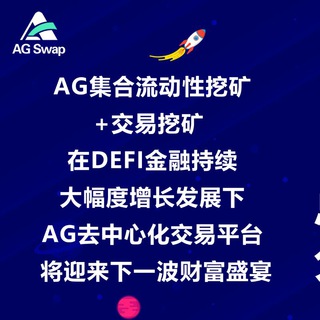 AG Swap
AG集合流动性挖矿
+交易挖矿
在DEFI金融持续
大幅度增长发展下
AG去中心化交易平台
将迎来下一波财富盛宴